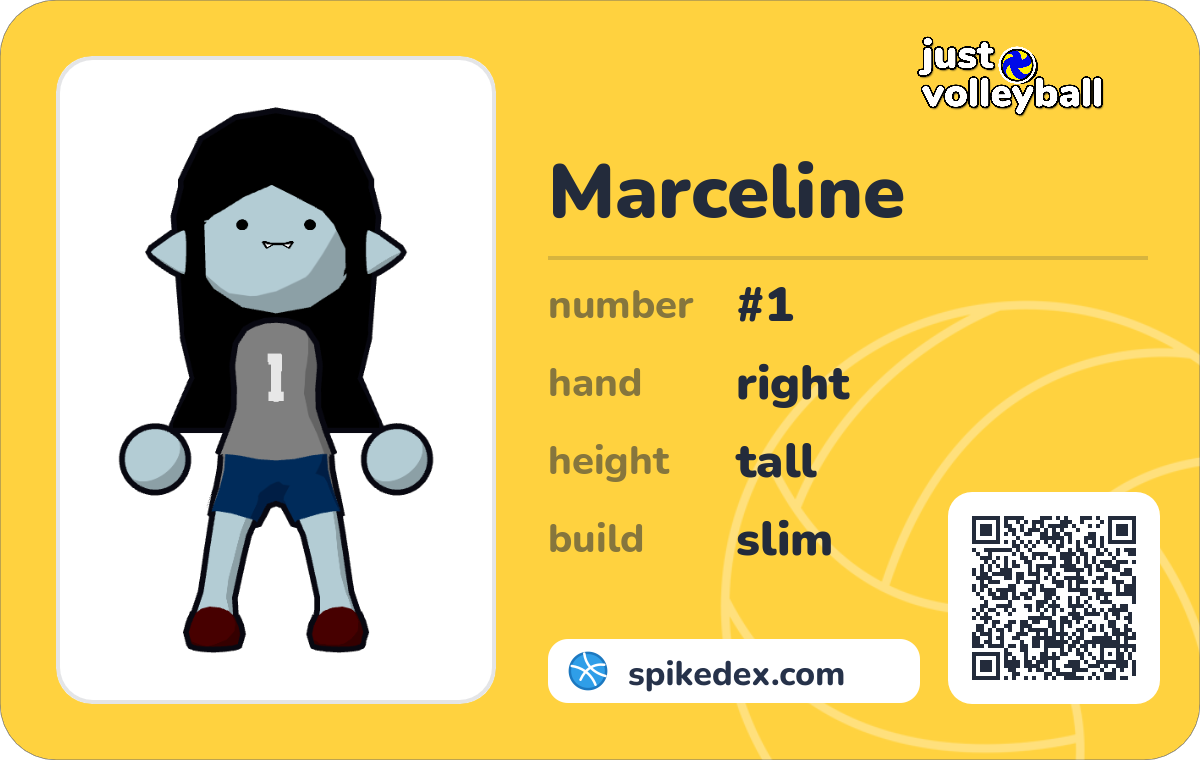 just
volleyball
Marceline
number #1
hand right
height tall
build slim
1
spikedex.com